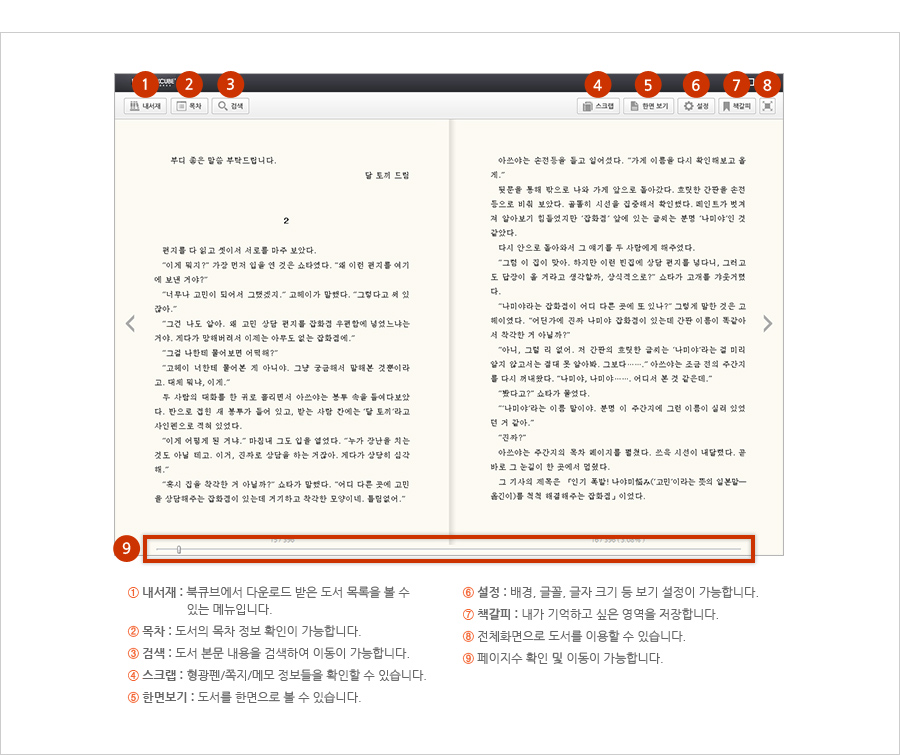 1
2
3
4
5
6
7
8
내서재
목차
검색
스크랩
한면 보기
설정
책갈피
부디 좋은 말씀 부탁드립니다.
달 토끼 드림
2
편지를 다 읽고 셋이서 서로를 마주 보았다.
“이게 뭐지?” 가장 먼저 입을 연 것은 쇼타였다. “왜 이런 편지를 여기
에 보낸 거야?”
“너무나 고민이 되어서 그랬겠지.” 고헤이가 말했다. “그렇다고 써 있
잖아.”
“그건 나도 알아. 왜 고민 상담 편지를 잡화점 우편함에 넣었느냐는
거야. 게다가 망해버려서 이제는 아무도 없는 잡화점에.”
“그걸 나한테 물어보면 어떡해?”
“고헤이 너한테 물어본 게 아니야. 그냥 궁금해서 말해본 것뿐이라
고. 대체 뭐냐, 이게.”
두 사람의 대화를 한 귀로 흘리면서 아쓰야는 봉투 속을 들여다보았
다. 반으로 접힌 새 봉투가 들어 있고, 받는 사람 칸에는 ‘달 토끼’라고
사인펜으로 적혀 있었다.
“이게 어떻게 된 거냐.” 마침내 그도 입을 열었다. “누가 장난을 치는
것도 아닐 테고. 이거, 진짜로 상담을 하는 거잖아. 게다가 상당히 심각
해.”
“혹시 집을 착각한 거 아닐까?” 쇼타가 말했다. “어디 다른 곳에 고민
을 상담해주는 잡화점이 있는데 거기하고 착각한 모양이네. 틀림없어.”
아쓰야는 손전등을 들고 일어섰다. “가게 이름을 다시 확인해보고 올
게.”
뒷문을 통해 밖으로 나와 가게 앞으로 돌아갔다. 흐릿한 간판을 손전
등으로 비춰 보았다. 골똘히 시선을 집중해서 확인했다. 페인트가 벗겨
져 알아보기 힘들었지만 ‘잡화점’ 앞에 있는 글씨는 분명 ‘나미야’인 것
같았다.
다시 안으로 돌아와서 그 얘기를 두 사람에게 해주었다.
“그럼 이 집이 맞아. 하지만 이런 빈집에 상담 편지를 넣다니, 그러고
도 답장이 올 거라고 생각할까, 상식적으로?” 쇼타가 고개를 갸웃거렸
다.
“나미야라는 잡화점이 어디 다른 곳에 또 있나?” 그렇게 말한 것은 고
헤이였다. “어딘가에 진짜 나미야 잡화점이 있는데 간판 이름이 똑같아
서 착각한 거 아닐까?”
“아니, 그럴 리 없어. 저 간판의 흐릿한 글씨는 ‘나미야’라는 걸 미리
알지 않고서는 절대 못 알아봐. 그보다…….” 아쓰야는 조금 전의 주간지
를 다시 꺼내왔다. “나미야, 나미야……. 어디서 본 것 같은데.”
“봤다고?” 쇼타가 물었다.
“‘나미야’라는 이름 말이야. 분명 이 주간지에 그런 이름이 실려 있었
던 거 같아.”
“진짜?”
아쓰야는 주간지의 목차 페이지를 펼쳤다. 쓰윽 시선이 내달렸다. 곧
바로 그 눈길이 한 곳에서 멈췄다.
그 기사의 제목은 『인기 폭발! 나야미悩み(‘고민’이라는 뜻의 일본말—
옮긴이)를 척척 해결해주는 잡화점』이었다.
9
① 내서재 : 북큐브에서 다운로드 받은 도서 목록을 볼 수
있는 메뉴입니다.
② 목차 : 도서의 목차 정보 확인이 가능합니다.
③ 검색 : 도서 본문 내용을 검색하여 이동이 가능합니다.
④ 스크랩 : 형광펜/쪽지/메모 정보들을 확인할 수 있습니다.
⑤ 한면보기 : 도서를 한면으로 볼 수 있습니다.
⑥ 설정 : 배경, 글꼴, 글자 크기 등 보기 설정이 가능합니다.
⑦ 책갈피 : 내가 기억하고 싶은 영역을 저장합니다.
⑧ 전체화면으로 도서를 이용할 수 있습니다.
⑨ 페이지수 확인 및 이동이 가능합니다.